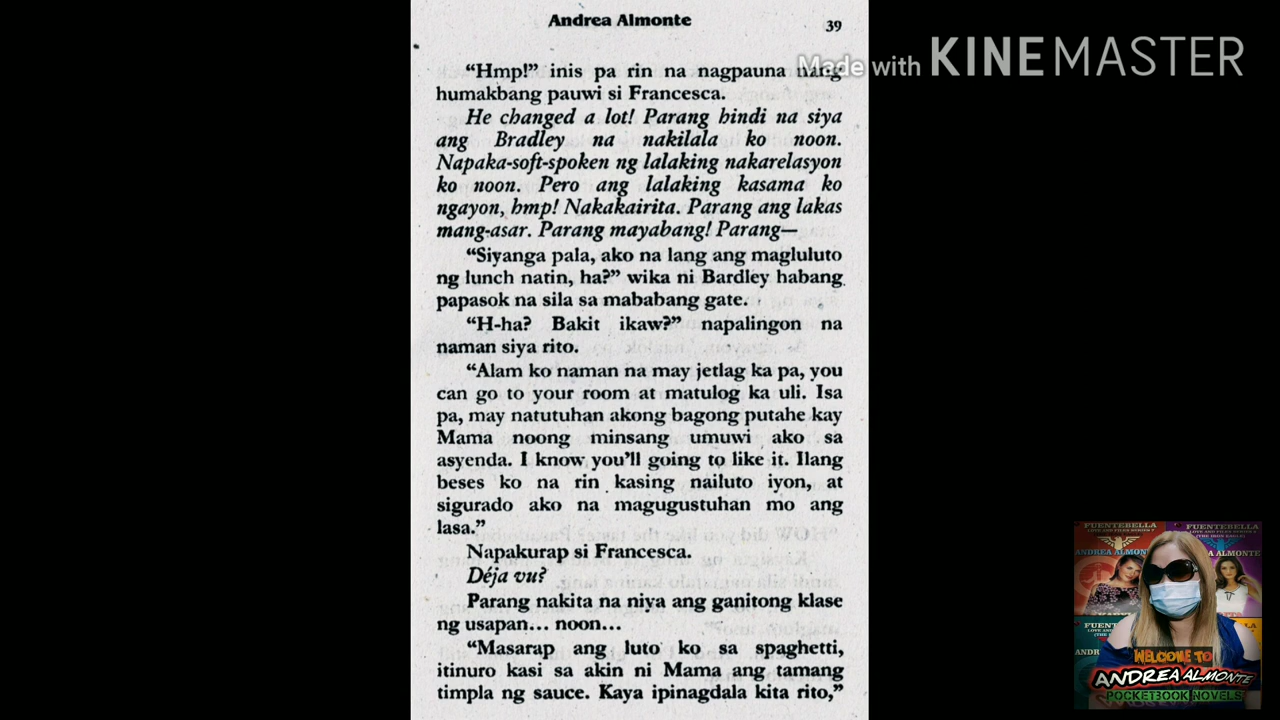 Andrea Almonte
39
Made with KINEMASTER
“Hmp!” inis pa rin na nagpauna nang
humakbang pauwi si Francesca.
He changed a lot! Parang hindi na siya
ang Bradley na nakilala ko noon.
Napaka-soft-spoken ng lalaking nakarelasyon
ko noon. Pero ang lalaking kasama ko
ngayon, hmp! Nakakairita. Parang ang lakas
mang-asar. Parang mayabang! Parang—
“Siyanga pala, ako na lang ang magluluto
ng lunch natin, ha?” wika ni Bardley habang
papasok na sila sa mababang gate.
“H-ha? Bakit ikaw?” napalingon na
naman siya rito.
“Alam ko naman na may jetlag ka pa, you
can go to your room at matulog ka uli. Isa
pa, may natutuhan akong bagong putahe kay
Mama noong minsang umuwi ako sa
asyenda. I know you’ll going to like it. Ilang
beses ko na rin kasing nailuto iyon, at
sigurado ako na magugustuhan mo ang
lasa.”
Napakurap si Francesca.
Déja vu?
Parang nakita na niya ang ganitong klase
ng usapan... noon...
“Masarap ang luto ko sa spaghetti,
itinuro kasi sa akin ni Mama ang tamang
timpla ng sauce. Kaya ipinagdala kita rito,”
FUENTEBELLA
FUENTEBELLA
ANDREA ALMONTE
ALMONTE
FUENTEB
WELCOME TO
ANDREA ALMONTE
POCKETBOOK NOVELS